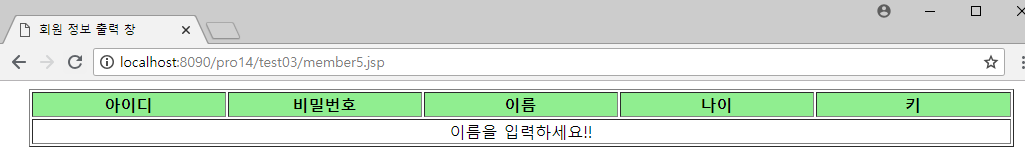 회원 정보 출력 창
localhost:8090/pro14/test03/member5.jsp
아이디 비밀번호 이름 나이 키
이름을 입력하세요!!